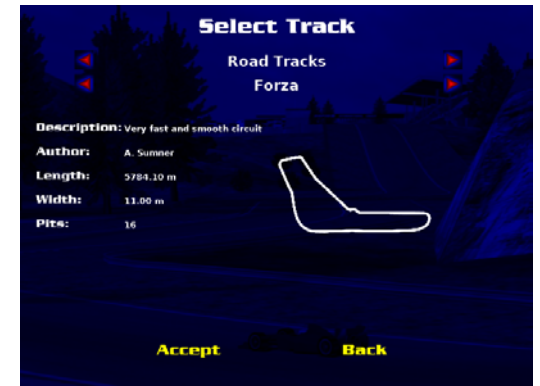 Select Track
Road Tracks
Forza
Description: Very fast and smooth circuit
Author: A. Sumner
Length: 5784.10 m
Width: 11.00 m
Pits: 16
Accept Back